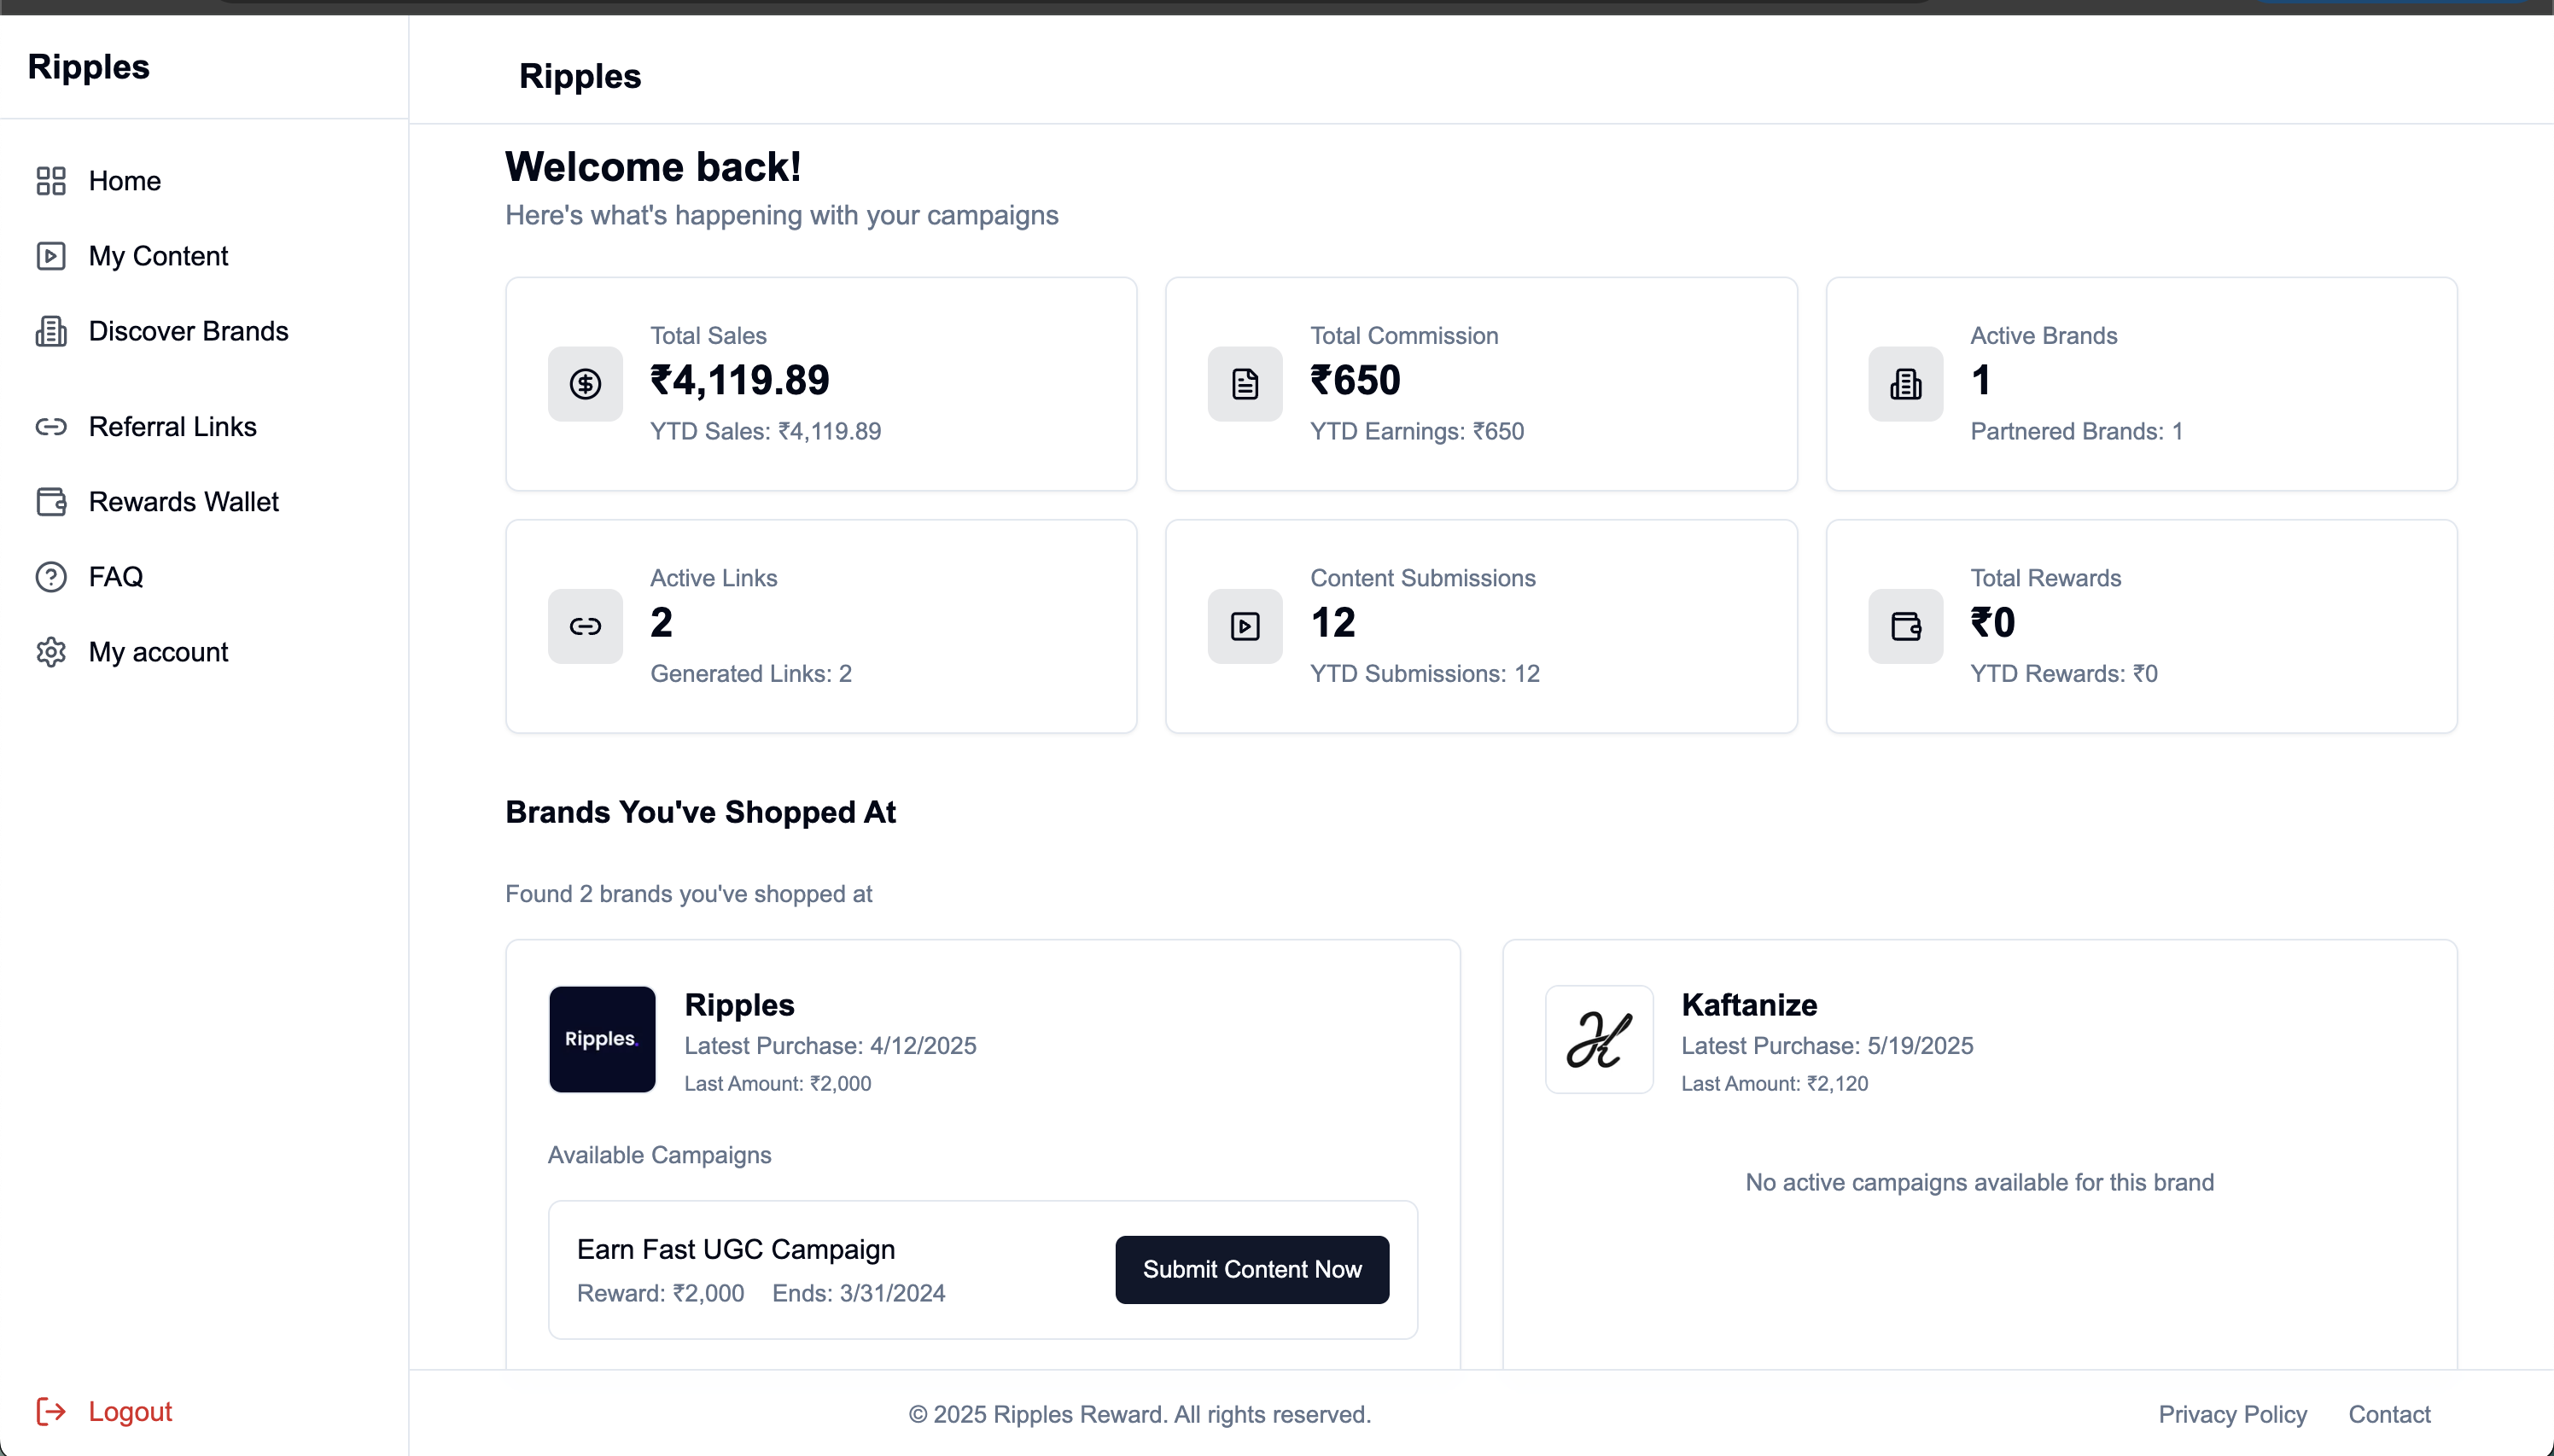 Ripples
Home
My Content
Discover Brands
Referral Links
Rewards Wallet
FAQ
My account
Logout
Ripples
Welcome back!
Here's what's happening with your campaigns
Total Sales
₹4,119.89
YTD Sales: ₹4,119.89
Total Commission
₹650
YTD Earnings: ₹650
Active Brands
1
Partnered Brands: 1
Active Links
2
Generated Links: 2
Content Submissions
12
YTD Submissions: 12
Total Rewards
₹0
YTD Rewards: ₹0
Brands You've Shopped At
Found 2 brands you've shopped at
Ripples.
Ripples
Latest Purchase: 4/12/2025
Last Amount: ₹2,000
Available Campaigns
Earn Fast UGC Campaign
Reward: ₹2,000 Ends: 3/31/2024
Submit Content Now
Kaftanize
Latest Purchase: 5/19/2025
Last Amount: ₹2,120
No active campaigns available for this brand
© 2025 Ripples Reward. All rights reserved.
Privacy Policy
Contact